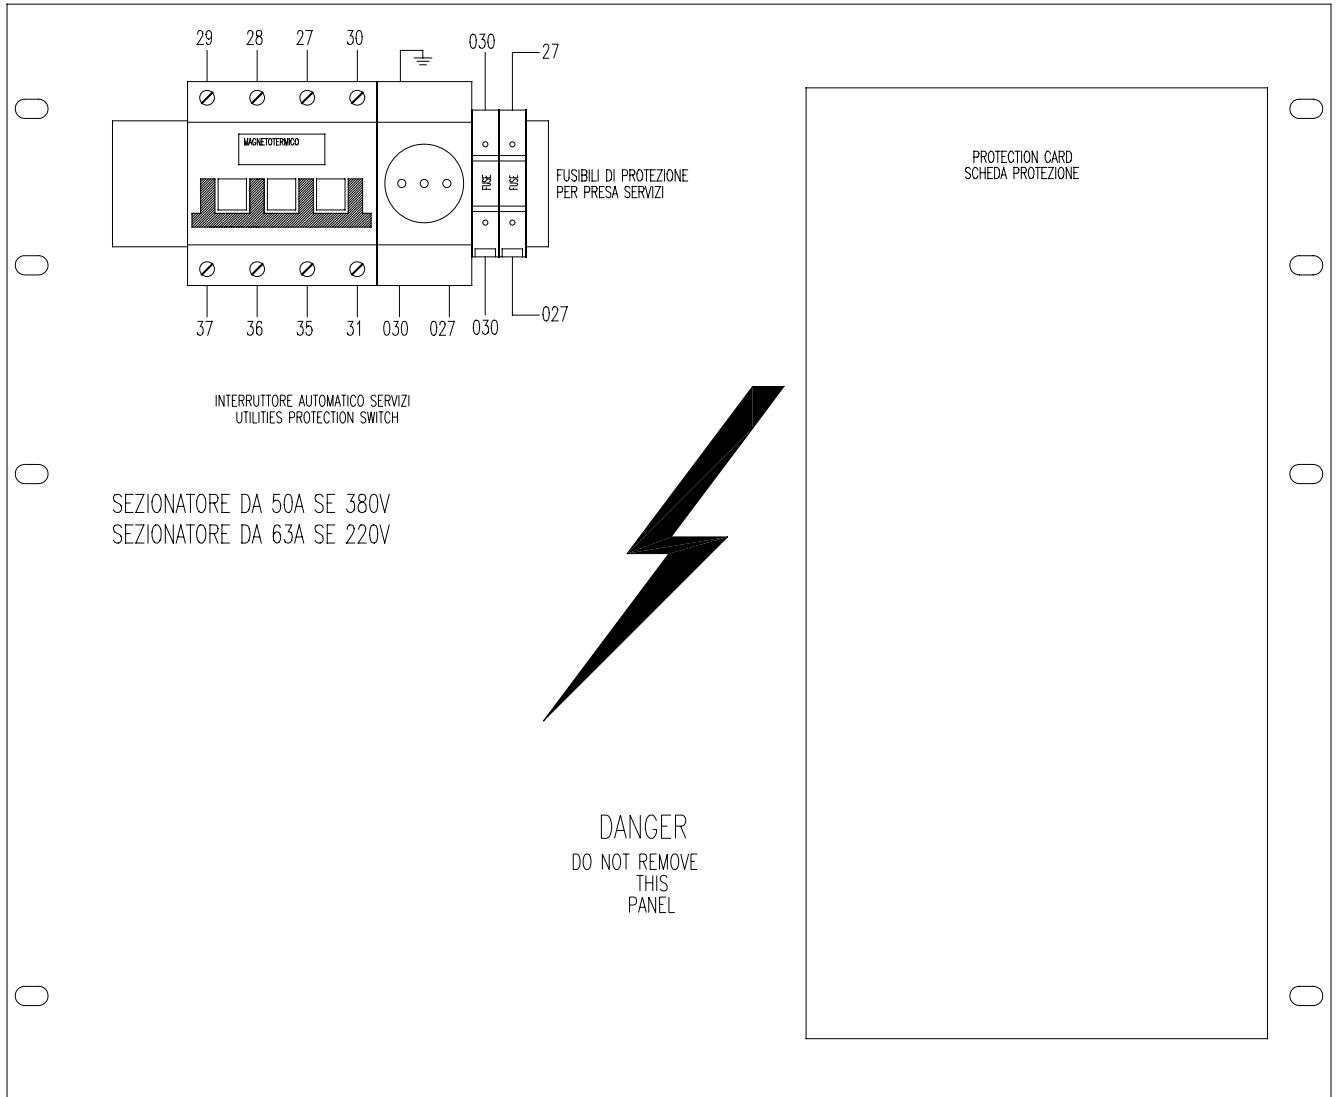 29 28 27 30 030 27
MAGNETOTERMICO
FUSE FUSE
FUSIBILI DI PROTEZIONE
PER PRESA SERVIZI
37 36 35 31 030 027 030 027
INTERRUTTORE AUTOMATICO SERVIZI
UTILITIES PROTECTION SWITCH
SEZIONATORE DA 50A SE 380V
SEZIONATORE DA 63A SE 220V
DANGER
DO NOT REMOVE
THIS
PANEL
PROTECTION CARD
SCHEDA PROTEZIONE